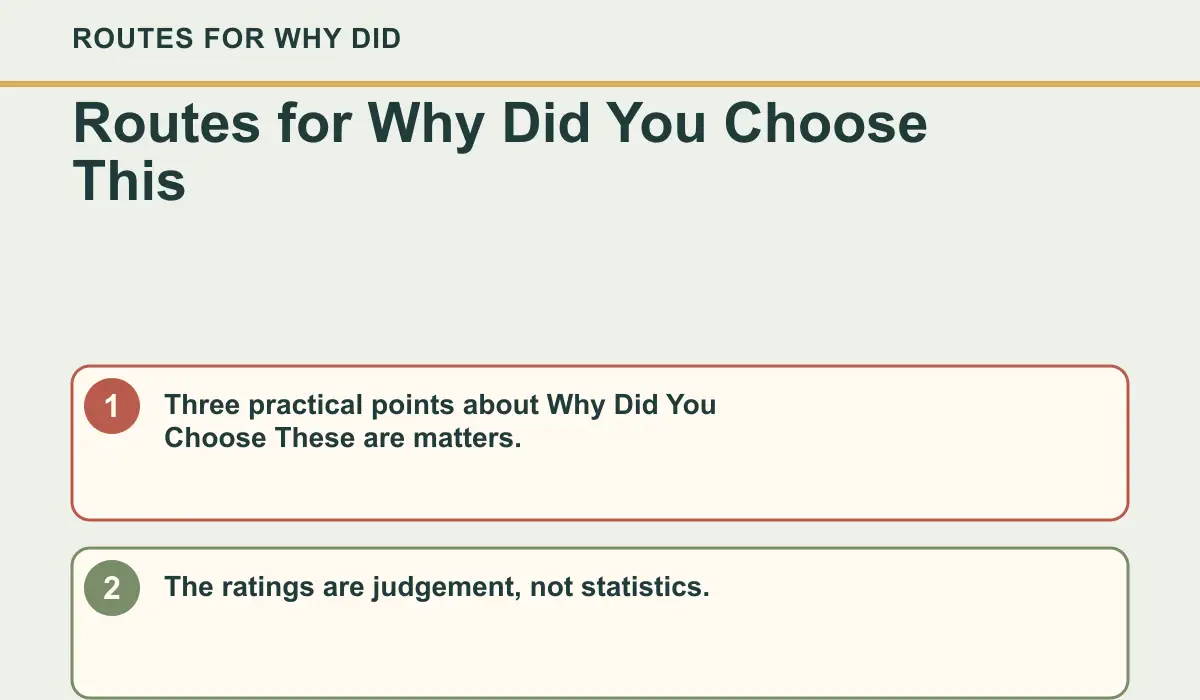 ROUTES FOR WHY DID
Routes for Why Did You Choose
This
1
Three practical points about Why Did You
Choose These are matters.
2
The ratings are judgement, not statistics.